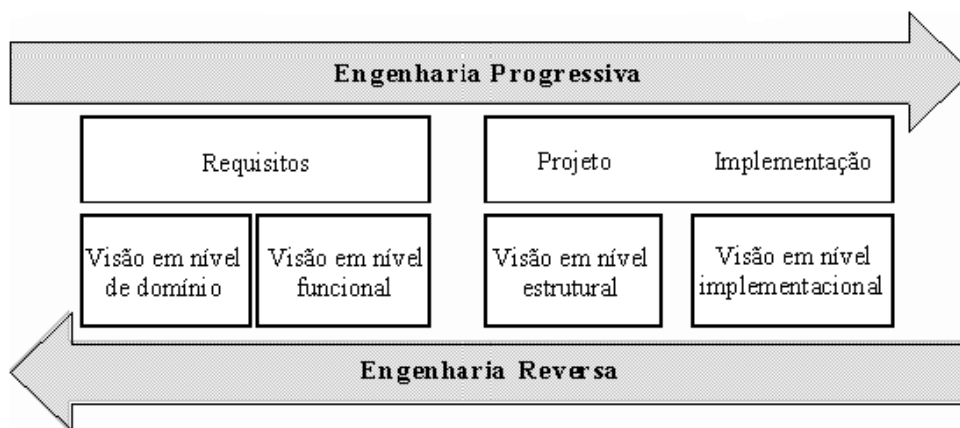 Engenharia Progressiva
Requisitos
Projeto
Implementação
Visão em nível
de domínio
Visão em nível
funcional
Visão em nível
estrutural
Visão em nível
implementacional
Engenharia Reversa